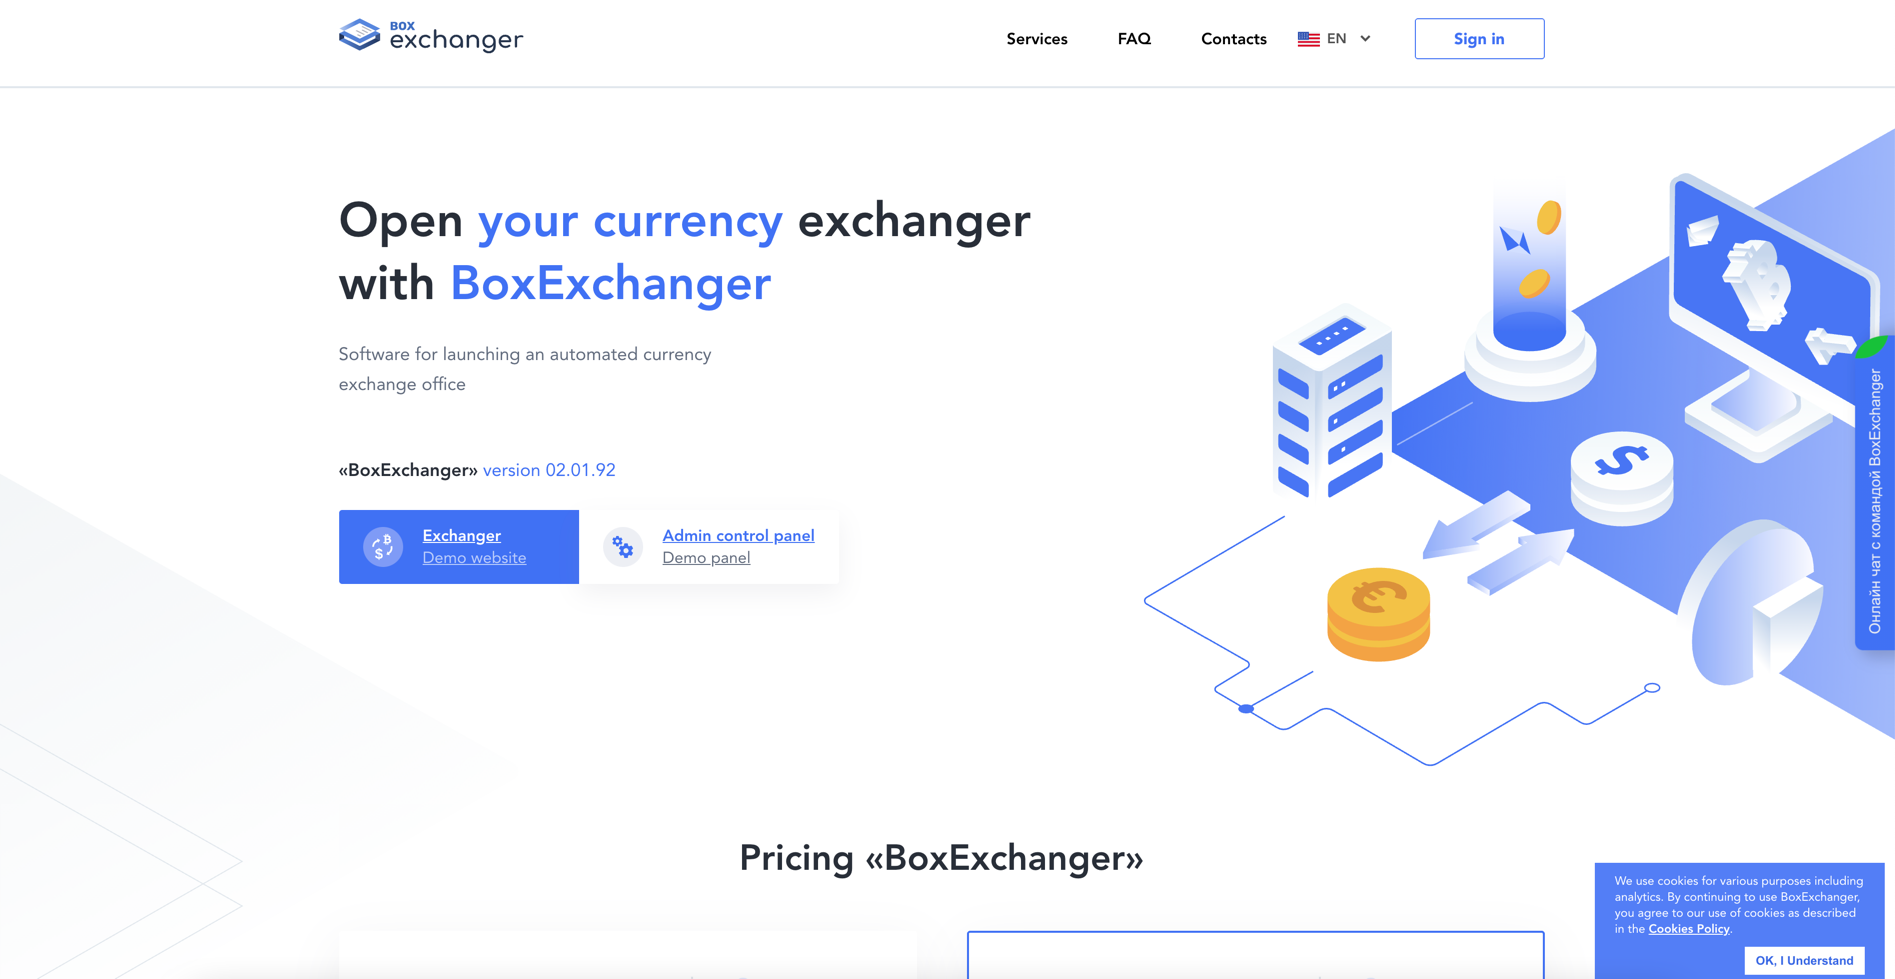 BOX
exchanger
Services
FAQ
Contacts
EN
Sign in
Open your currency exchanger
with BoxExchanger
Software for launching an automated currency
exchange office
«BoxExchanger» version 02.01.92
Exchanger
Demo website
Admin control panel
Demo panel
Онлайн чат с командой BoxExchanger
Pricing «BoxExchanger»
We use cookies for various purposes including
analytics. By continuing to use BoxExchanger,
you agree to our use of cookies as described
in the Cookies Policy.
OK, I Understand